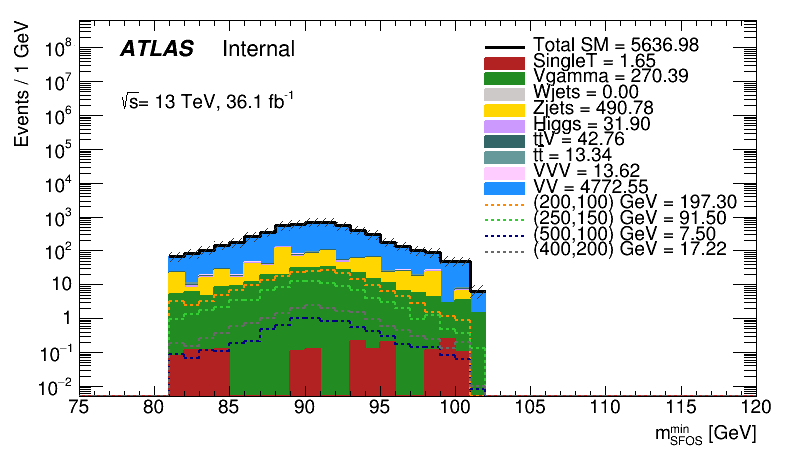 ATLAS Internal
√s= 13 TeV, 36.1 fb⁻¹
Total SM = 5636.98
SingleT = 1.65
Vgamma = 270.39
Wjets = 0.00
Zjets = 490.78
Higgs = 31.90
tt̄V = 42.76
tt̄ = 13.34
VVV = 13.62
VV = 4772.55
(200,100) GeV = 197.30
(250,150) GeV = 91.50
(500,100) GeV = 7.50
(400,200) GeV = 17.22
Events / 1 GeV
10⁸
10⁷
10⁶
10⁵
10⁴
10³
10²
10
1
10⁻¹
10⁻²
75 80 85 90 95 100 105 110 115 120
m^min_SFOS [GeV]